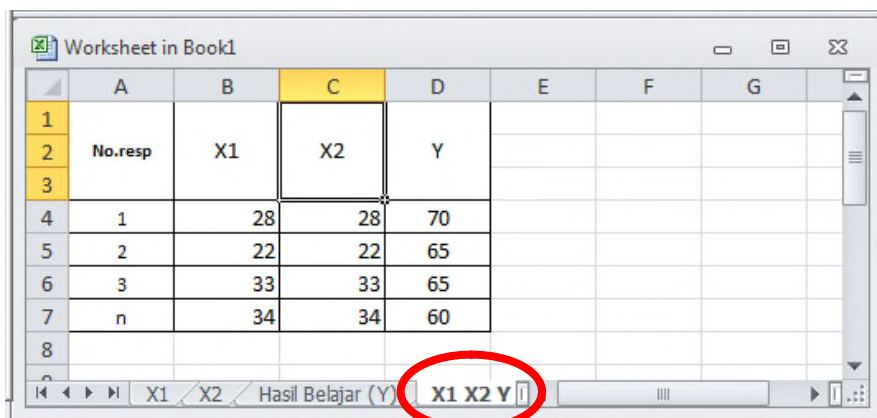 Worksheet in Book1
A B C D E F G
1
2 No.resp X1 X2 Y
3
4 1 28 28 70
5 2 22 22 65
6 3 33 33 65
7 n 34 34 60
8
X1 X2 Hasil Belajar (Y) X1 X2 Y